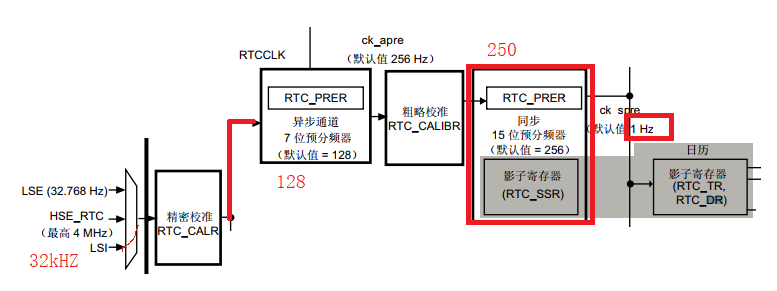 250
ck_apre
RTCCLK
（默认值 256 Hz）
RTC_PRER
异步通道
7 位预分频器
（默认值 = 128）
128
粗略校准
RTC_CALIBR
RTC_PRER
同步
15 位预分频器
（默认值 = 256）
影子寄存器
(RTC_SSR)
ck_spre
（默认值 1 Hz
日历
影子寄存器
(RTC_TR,
RTC_DR)
LSE (32.768 Hz)
HSE_RTC
（最高 4 MHz）
LSI
32kHZ
精密校准
RTC_CALR